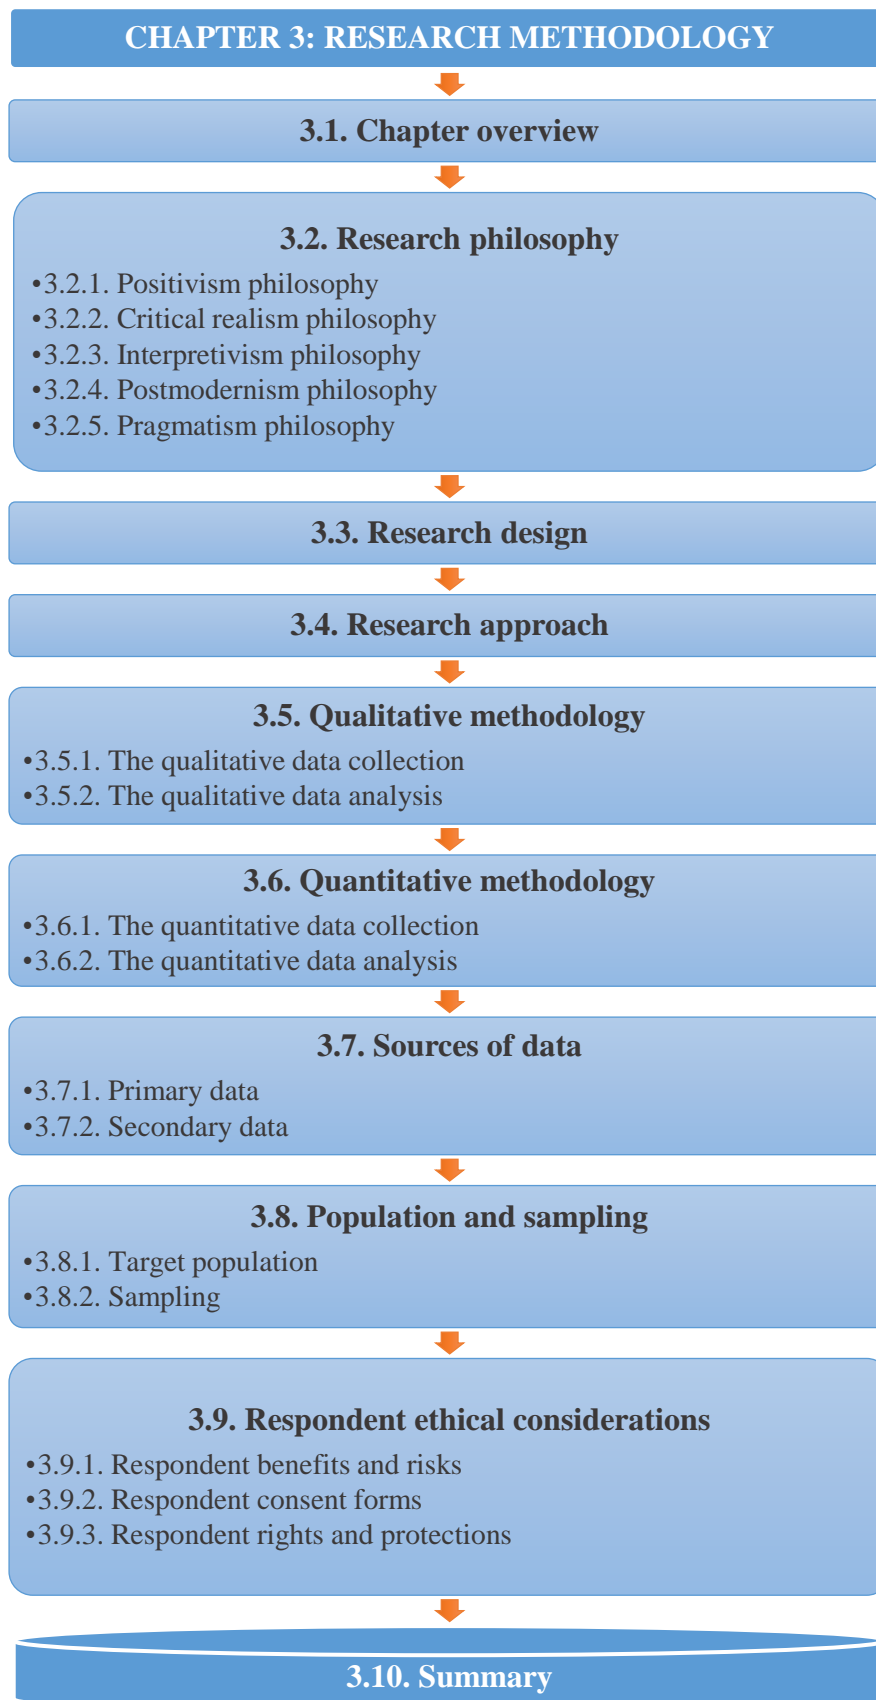 CHAPTER 3: RESEARCH METHODOLOGY
3.1. Chapter overview
3.2. Research philosophy
•3.2.1. Positivism philosophy
•3.2.2. Critical realism philosophy
•3.2.3. Interpretivism philosophy
•3.2.4. Postmodernism philosophy
•3.2.5. Pragmatism philosophy
3.3. Research design
3.4. Research approach
3.5. Qualitative methodology
•3.5.1. The qualitative data collection
•3.5.2. The qualitative data analysis
3.6. Quantitative methodology
•3.6.1. The quantitative data collection
•3.6.2. The quantitative data analysis
3.7. Sources of data
•3.7.1. Primary data
•3.7.2. Secondary data
3.8. Population and sampling
•3.8.1. Target population
•3.8.2. Sampling
3.9. Respondent ethical considerations
•3.9.1. Respondent benefits and risks
•3.9.2. Respondent consent forms
•3.9.3. Respondent rights and protections
3.10. Summary